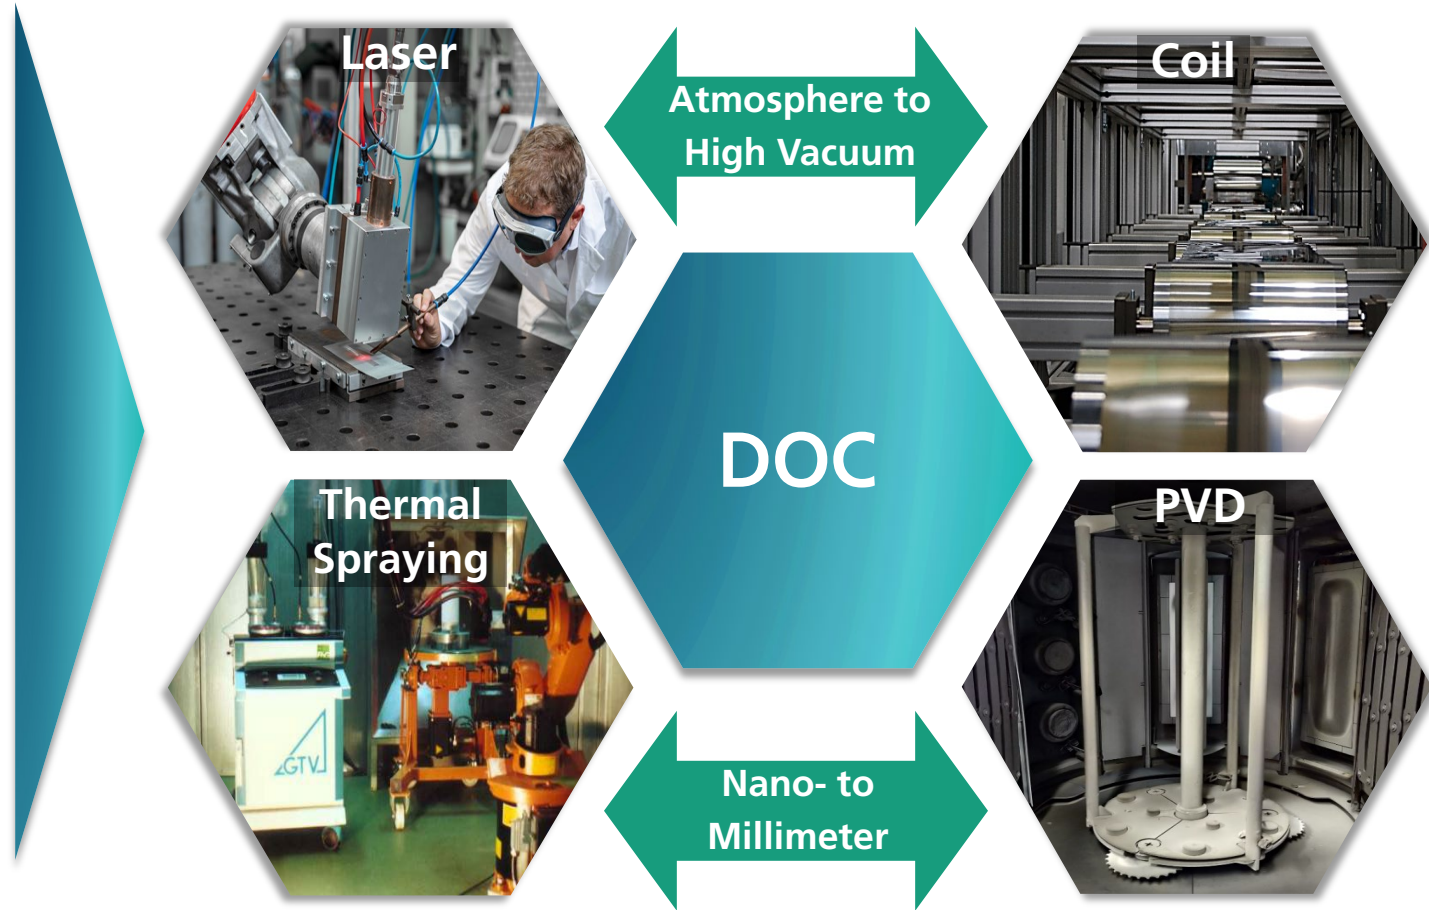 Laser
Atmosphere to
High Vacuum
Coil
DOC
Thermal
Spraying
GTV
PVD
Nano- to
Millimeter